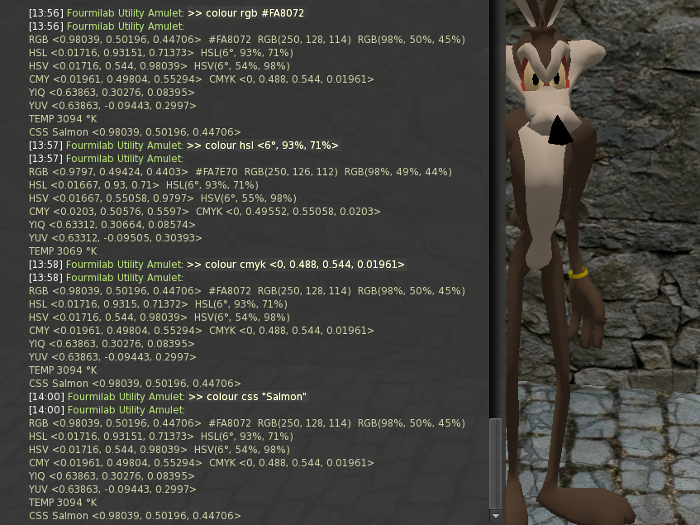 [13:56] Fourmilab Utility Amulet: >> colour rgb #FA8072
[13:56] Fourmilab Utility Amulet:
RGB <0.98039, 0.50196, 0.44706>  #FA8072  RGB(250, 128, 114)  RGB(98%, 50%, 45%)
HSL <0.01716, 0.93151, 0.71373>  HSL(6°, 93%, 71%)
HSV <0.01716, 0.544, 0.98039>  HSV(6°, 54%, 98%)
CMY <0.01961, 0.49804, 0.55294>  CMYK <0, 0.488, 0.544, 0.01961>
YIQ <0.63863, 0.30276, 0.08395>
YUV <0.63863, -0.09443, 0.2997>
TEMP 3094 °K
CSS Salmon <0.98039, 0.50196, 0.44706>
[13:57] Fourmilab Utility Amulet: >> colour hsl <6°, 93%, 71%>
[13:57] Fourmilab Utility Amulet:
RGB <0.9797, 0.49424, 0.4403>  #FA7E70  RGB(250, 126, 112)  RGB(98%, 49%, 44%)
HSL <0.01667, 0.93, 0.71>  HSL(6°, 93%, 71%)
HSV <0.01667, 0.55058, 0.9797>  HSV(6°, 55%, 98%)
CMY <0.0203, 0.50576, 0.5597>  CMYK <0, 0.49552, 0.55058, 0.0203>
YIQ <0.63312, 0.30664, 0.08574>
YUV <0.63312, -0.09505, 0.30393>
TEMP 3069 °K
[13:58] Fourmilab Utility Amulet: >> colour cmyk <0, 0.488, 0.544, 0.01961>
[13:58] Fourmilab Utility Amulet:
RGB <0.98039, 0.50196, 0.44706>  #FA8072  RGB(250, 128, 114)  RGB(98%, 50%, 45%)
HSL <0.01716, 0.9315, 0.71372>  HSL(6°, 93%, 71%)
HSV <0.01716, 0.544, 0.98039>  HSV(6°, 54%, 98%)
CMY <0.01961, 0.49804, 0.55294>  CMYK <0, 0.488, 0.544, 0.01961>
YIQ <0.63863, 0.30276, 0.08395>
YUV <0.63863, -0.09443, 0.2997>
TEMP 3094 °K
CSS Salmon <0.98039, 0.50196, 0.44706>
[14:00] Fourmilab Utility Amulet: >> colour css "Salmon"
[14:00] Fourmilab Utility Amulet:
RGB <0.98039, 0.50196, 0.44706>  #FA8072  RGB(250, 128, 114)  RGB(98%, 50%, 45%)
HSL <0.01716, 0.93151, 0.71373>  HSL(6°, 93%, 71%)
HSV <0.01716, 0.544, 0.98039>  HSV(6°, 54%, 98%)
CMY <0.01961, 0.49804, 0.55294>  CMYK <0, 0.488, 0.544, 0.01961>
YIQ <0.63863, 0.30276, 0.08395>
YUV <0.63863, -0.09443, 0.2997>
TEMP 3094 °K
CSS Salmon <0.98039, 0.50196, 0.44706>